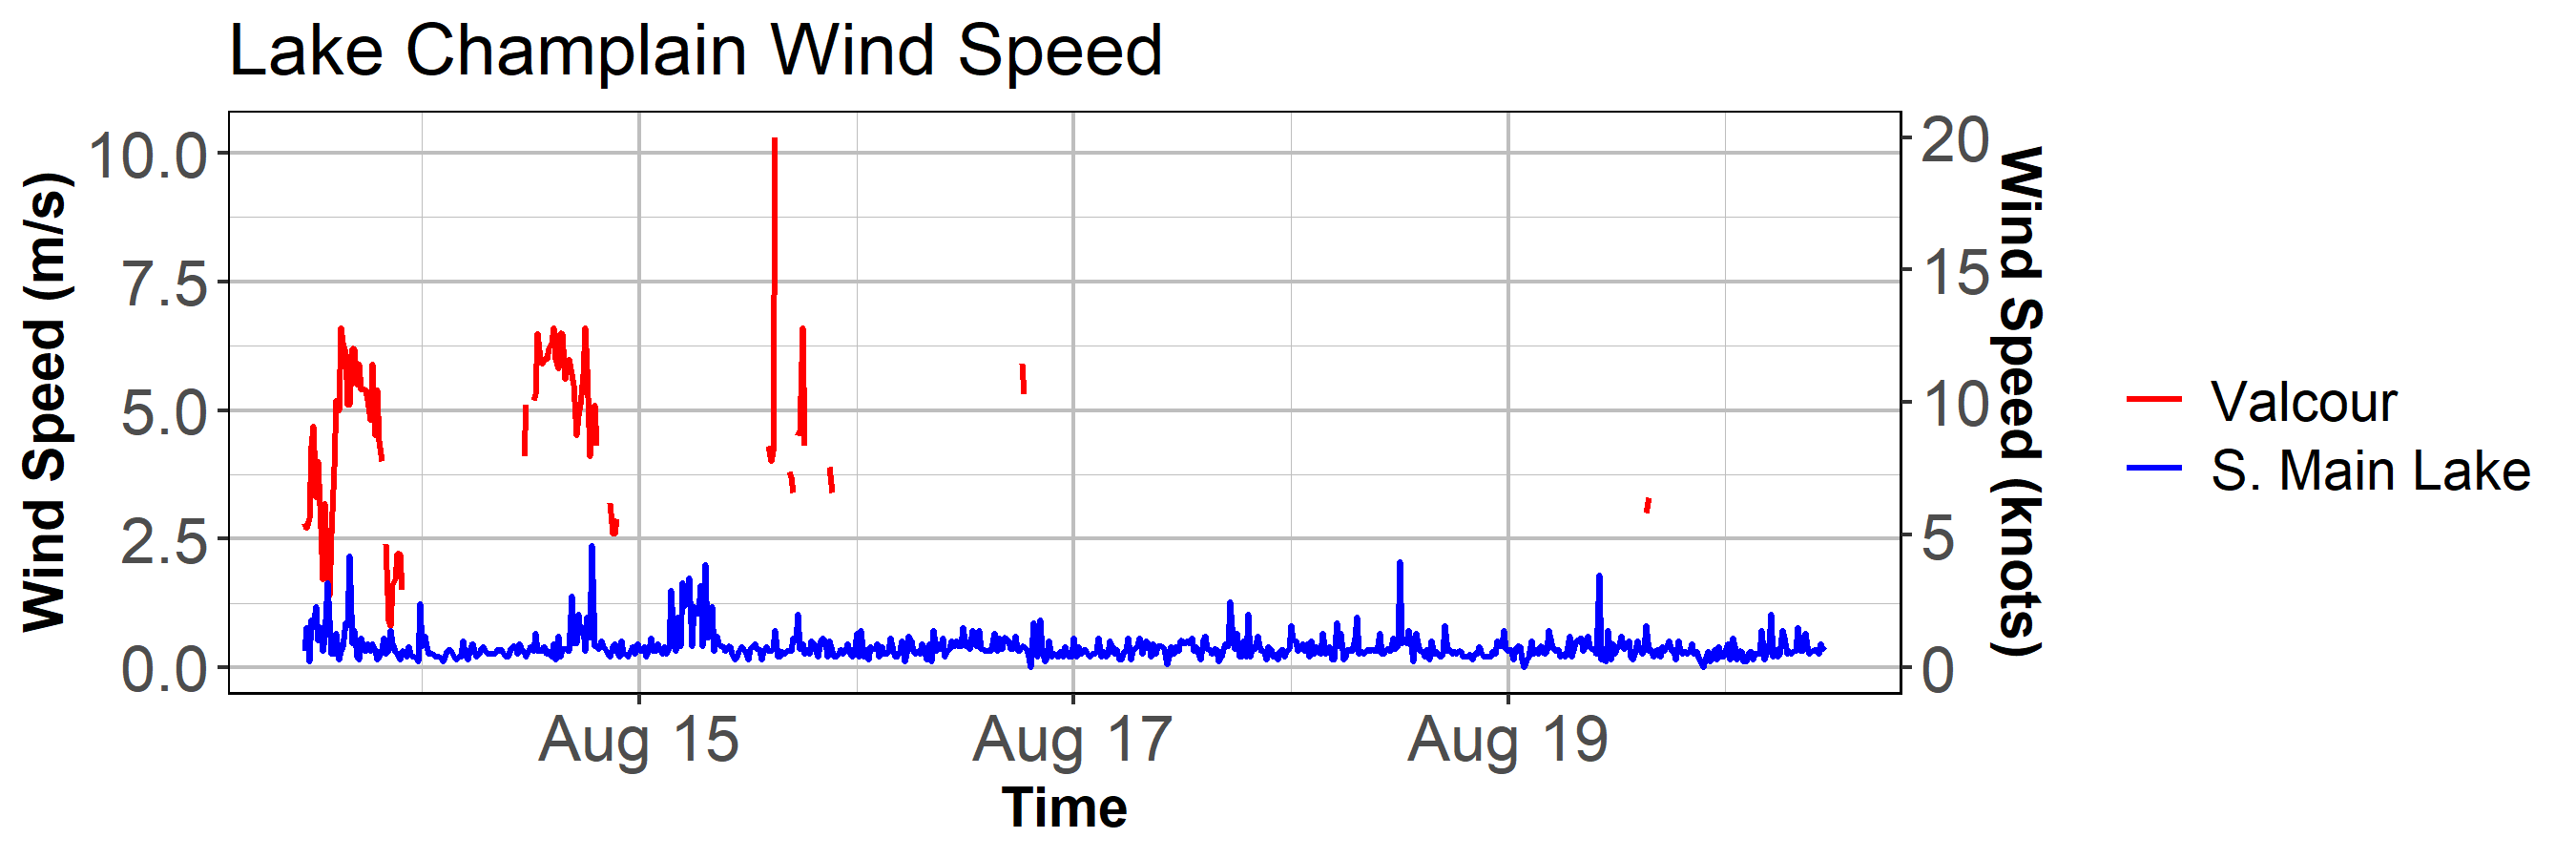 Lake Champlain Wind Speed
Wind Speed (m/s)
10.0
7.5
5.0
2.5
0.0
20
15
10
5
0
Wind Speed (knots)
Aug 15
Aug 17
Aug 19
Time
Valcour
S. Main Lake